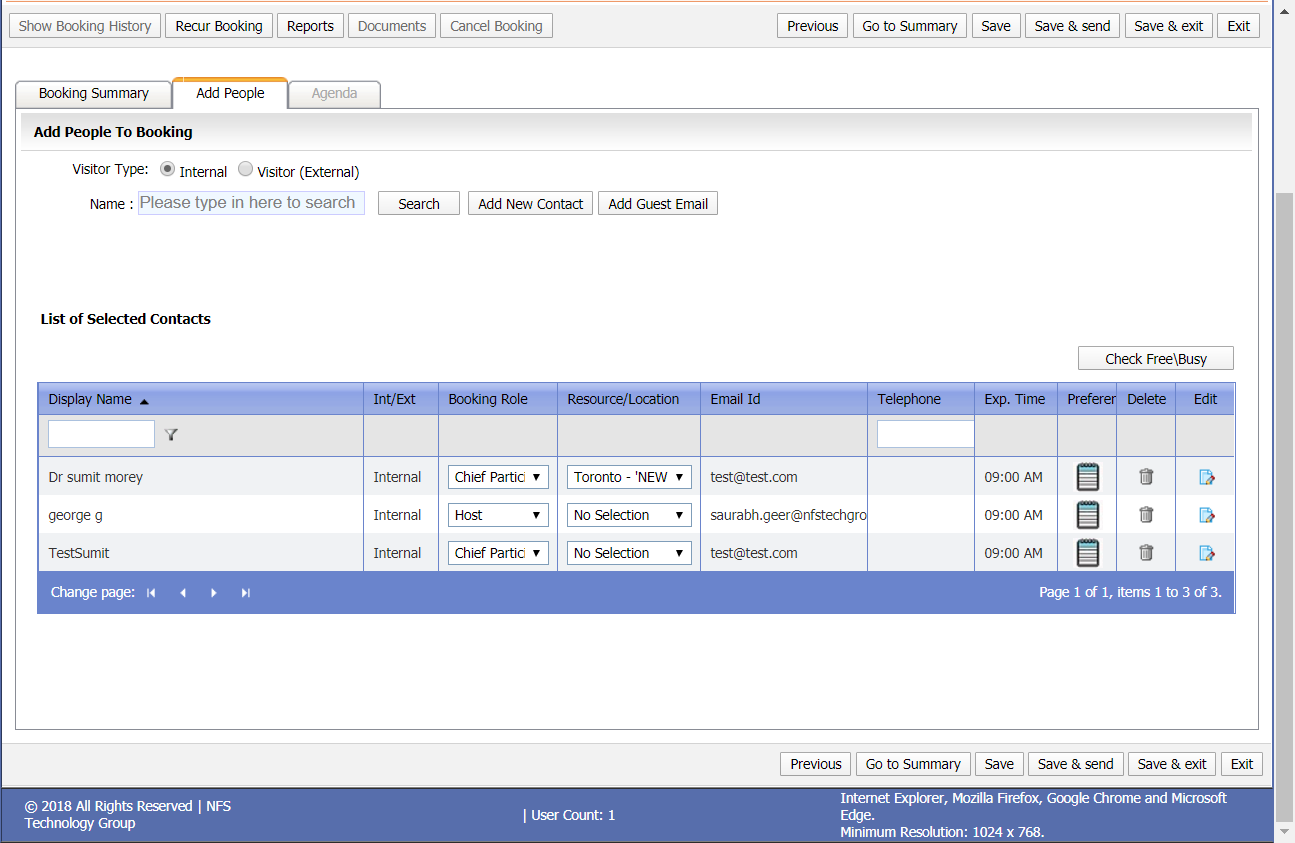 Show Booking History Recur Booking Reports Documents Cancel Booking Previous Go to Summary Save Save & send Save & exit Exit
Booking Summary Add People Agenda
Add People To Booking
Visitor Type: Internal Visitor (External)
Name : Please type in here to search Search Add New Contact Add Guest Email
List of Selected Contacts
Check Free\Busy
Display Name Int/Ext Booking Role Resource/Location Email Id Telephone Exp. Time Preferer Delete Edit
Dr sumit morey Internal Chief Partici Toronto - 'NEW test@test.com 09:00 AM
george g Internal Host No Selection saurabh.geer@nfstechgro 09:00 AM
TestSumit Internal Chief Partici No Selection test@test.com 09:00 AM
Change page: Page 1 of 1, items 1 to 3 of 3.
Previous Go to Summary Save Save & send Save & exit Exit
© 2018 All Rights Reserved | NFS
Technology Group
| User Count: 1
Internet Explorer, Mozilla Firefox, Google Chrome and Microsoft
Edge.
Minimum Resolution: 1024 x 768.